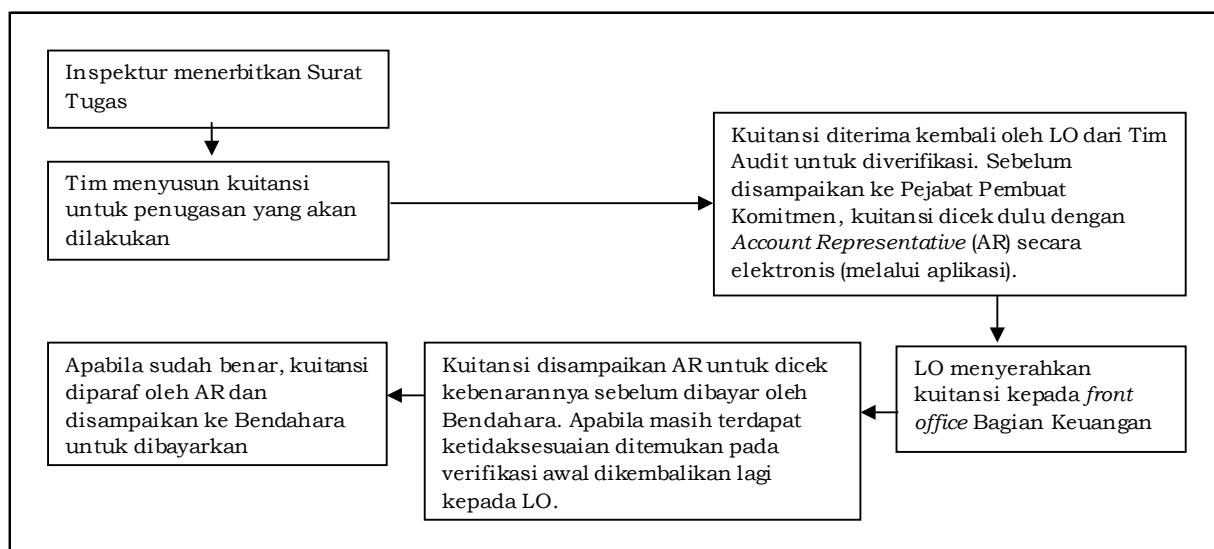 Inspektur menerbitkan Surat
Tugas
Tim menyusun kuitansi
untuk penugasan yang akan
dilakukan
Kuitansi diterima kembali oleh LO dari Tim
Audit untuk diverifikasi. Sebelum
disampaikan ke Pejabat Pembuat
Komitmen, kuitansi dicek dulu dengan
Account Representative (AR) secara
elektronis (melalui aplikasi).
LO menyerahkan
kuitansi kepada front
office Bagian Keuangan
Kuitansi disampaikan AR untuk dicek
kebenarannya sebelum dibayar oleh
Bendahara. Apabila masih terdapat
ketidaksesuaian ditemukan pada
verifikasi awal dikembalikan lagi
kepada LO.
Apabila sudah benar, kuitansi
diparaf oleh AR dan
disampaikan ke Bendahara
untuk dibayarkan